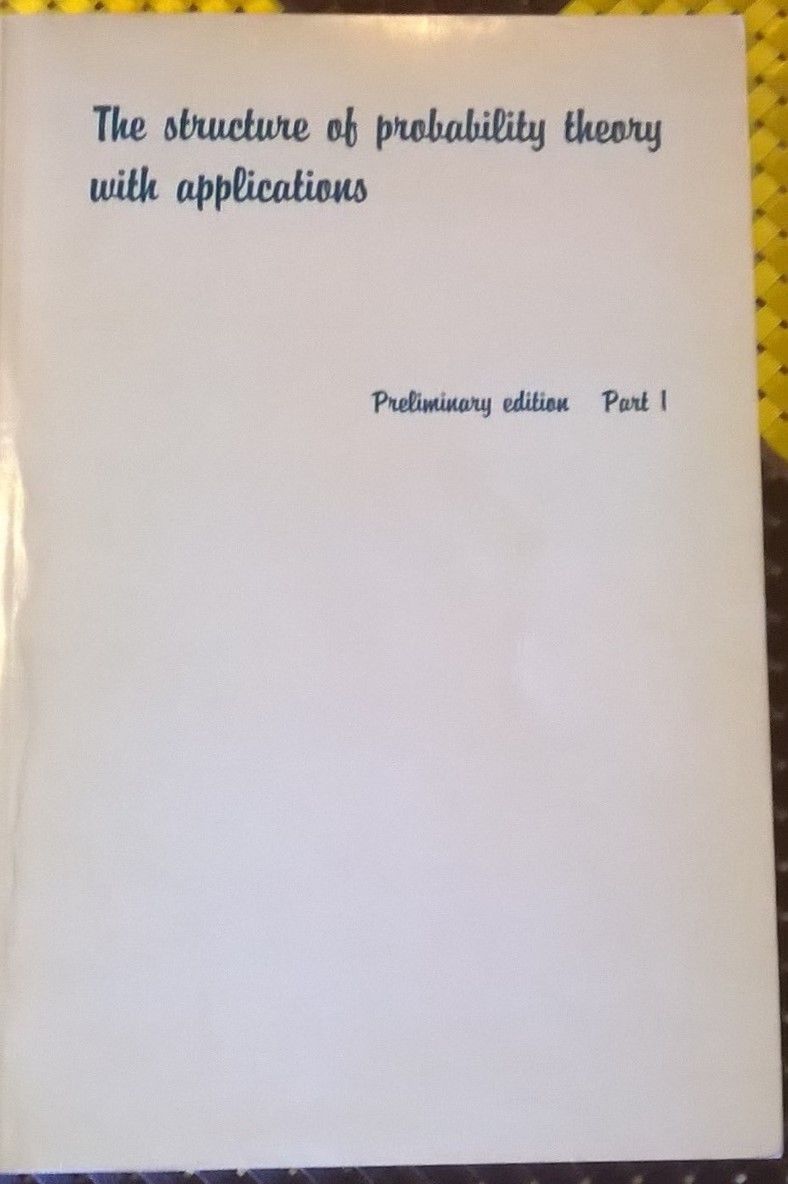 The structure of probability theory
with applications
Preliminary edition Part I